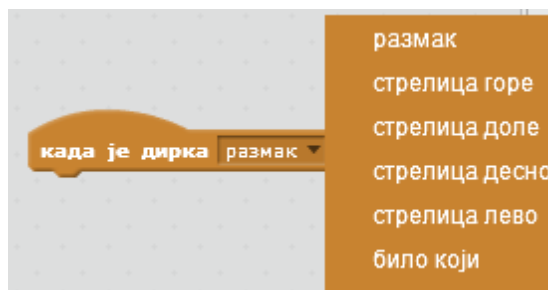 када је дирка размак
размак
стрелица горе
стрелица доле
стрелица десно
стрелица лево
било који